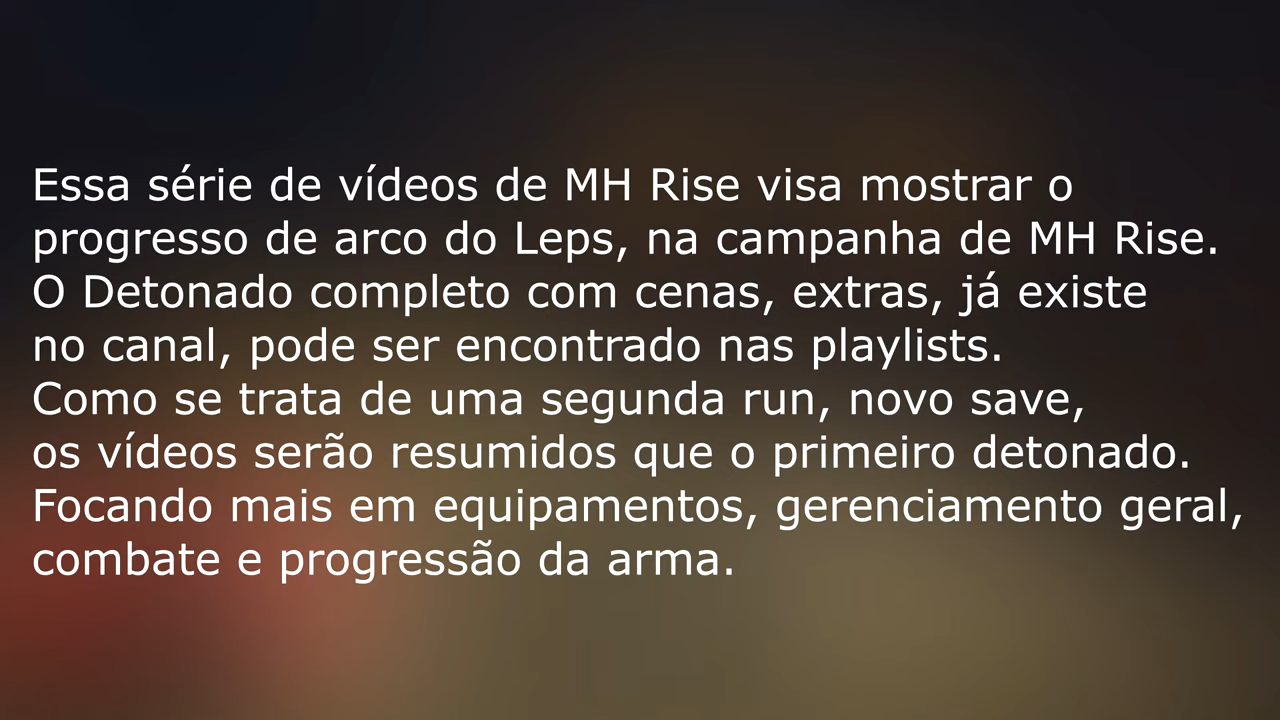 Essa série de vídeos de MH Rise visa mostrar o
progresso de arco do Leps, na campanha de MH Rise.
O Detonado completo com cenas, extras, já existe
no canal, pode ser encontrado nas playlists.
Como se trata de uma segunda run, novo save,
os vídeos serão resumidos que o primeiro detonado.
Focando mais em equipamentos, gerenciamento geral,
combate e progressão da arma.